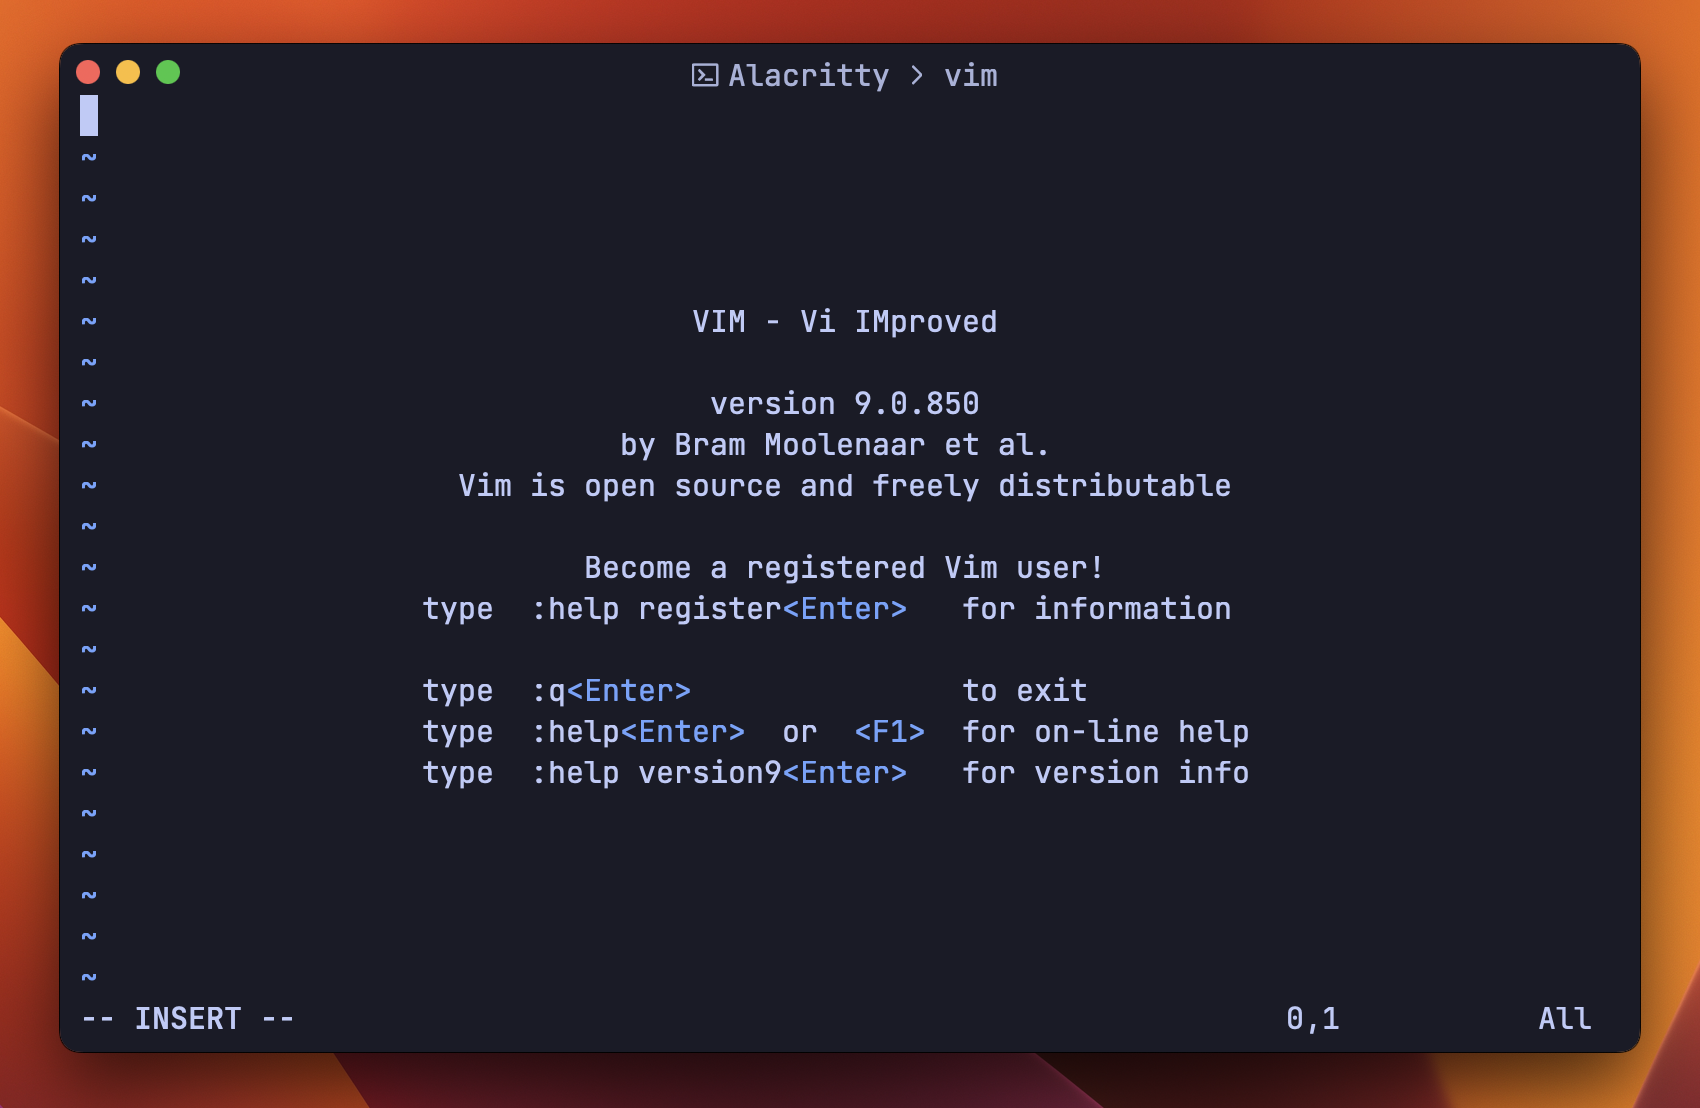 Alacritty > vim
~
~
~
~
~
VIM - Vi IMproved
~
~
version 9.0.850
~
by Bram Moolenaar et al.
~
Vim is open source and freely distributable
~
~
Become a registered Vim user!
~
type  :help register<Enter>   for information
~
~
type  :q<Enter>               to exit
~
type  :help<Enter>  or  <F1>  for on-line help
~
type  :help version9<Enter>   for version info
~
~
~
~
~
-- INSERT --                  0,1           All